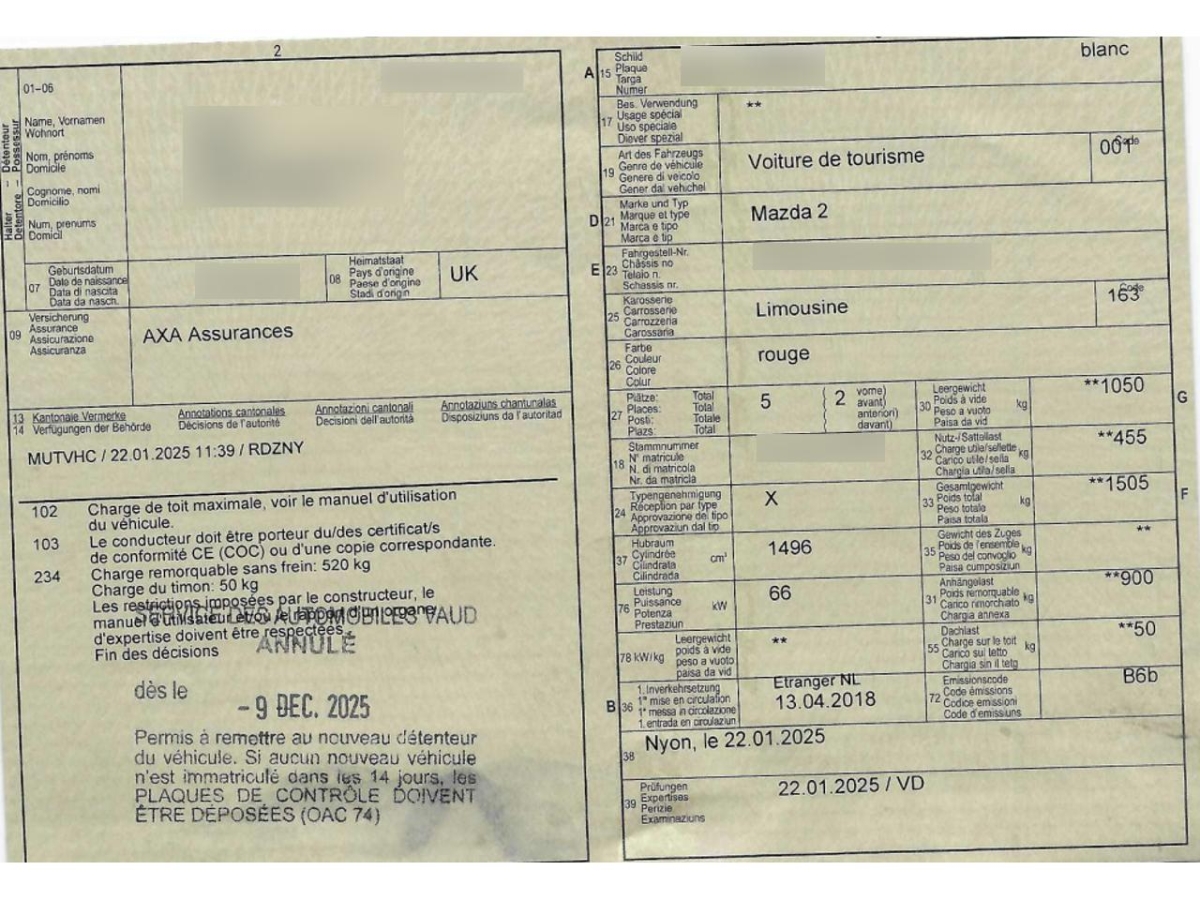 2
01-06
Halter - Détenteur
Detentore - Possessur
Name, Vornamen
Wohnort
Nom, prénoms
Domicile
Cognome, nomi
Domicilio
Num, prenums
Domicil
07
Geburtsdatum
Date de naissance
Data di nascita
Data da nasch.
08
Heimatstaat
Pays d'origine
Paese d'origine
Stadi d'origin
UK
09
Versicherung
Assurance
Assicurazione
Assicuranza
AXA Assurances
13 Kantonale Vermerke
14 Verfügungen der Behörde
Annotations cantonales
Décisions de l'autorité
Annotazioni cantonali
Decisioni dell'autorità
Annotaziuns chantunalas
Disposiziuns da l'autoritad
MUTVHC / 22.01.2025 11:39 / RDZNY
102 Charge de toit maximale, voir le manuel d'utilisation
du véhicule.
103 Le conducteur doit être porteur du/des certificat/s
de conformité CE (COC) ou d'une copie correspondante.
234 Charge remorquable sans frein: 520 kg
Charge du timon: 50 kg
Les restrictions imposées par le constructeur, le
manuel d'utilisateur et/ou le rapport d'un organe
d'expertise doivent être respectées.
Fin des décisions
SERVICE DES AUTOMOBILES VAUD
ANNULÉ
dès le
- 9 DEC. 2025
Permis à remettre au nouveau détenteur
du véhicule. Si aucun nouveau véhicule
n'est immatriculé dans les 14 jours, les
PLAQUES DE CONTRÔLE DOIVENT
ÊTRE DÉPOSÉES (OAC 74)
A 15
Schild
Plaque
Targa
Numer
blanc
17
Bes. Verwendung
Usage spécial
Uso speciale
Diever spezial
**
19
Art des Fahrzeugs
Genre de véhicule
Genere di veicolo
Gener dal vehichel
Voiture de tourisme
Code
001
D 21
Marke und Typ
Marque et type
Marca e tipo
Marca e tip
Mazda 2
E 23
Fahrgestell-Nr.
Châssis no
Telaio n.
Schassis nr.
25
Karosserie
Carrosserie
Carrozzeria
Carossaria
Limousine
Code
163
26
Farbe
Couleur
Colore
Colur
rouge
27
Plätze: Total
Places: Total
Posti: Totale
Plazs: Total
5
2
vorne)
avant)
anteriori)
davant)
30
Leergewicht
Poids à vide
Peso a vuoto
Paisa da vid
kg
**1050
G
18
Stammnummer
N° matricule
N. di matricola
Nr. da matricla
32
Nutz-/Sattellast
Charge utile/sellette
Carico utile/sella
Chargia utila/sella
kg
**455
24
Typengenehmigung
Réception par type
Approvazione del tipo
Approvaziun dal tip
X
33
Gesamtgewicht
Poids total
Peso totale
Paisa totala
kg
**1505
F
37
Hubraum
Cylindrée
Cilindrata
Cilindrada
cm³
1496
35
Gewicht des Zuges
Poids de l'ensemble
Peso del convoglio
Paisa cumposiziun
kg
**
76
Leistung
Puissance
Potenza
Prestaziun
kW
66
31
Anhängelast
Poids remorquable
Carico rimorchiato
Chargia annexa
kg
**900
78 kW/kg
Leergewicht
poids à vide
peso a vuoto
paisa da vid
**
55
Dachlast
Charge sur le toit
Carico sul tetto
Chargia sin il tetg
kg
**50
B 36
1. Inverkehrsetzung
1re mise en circulation
1a messa in circolazione
1. entrada en circulaziun
Etranger NL
13.04.2018
72
Emissionscode
Code émissions
Codice emissioni
Code d'emissiuns
B6b
38
Nyon, le 22.01.2025
39
Prüfungen
Expertises
Perizie
Examinaziuns
22.01.2025 / VD